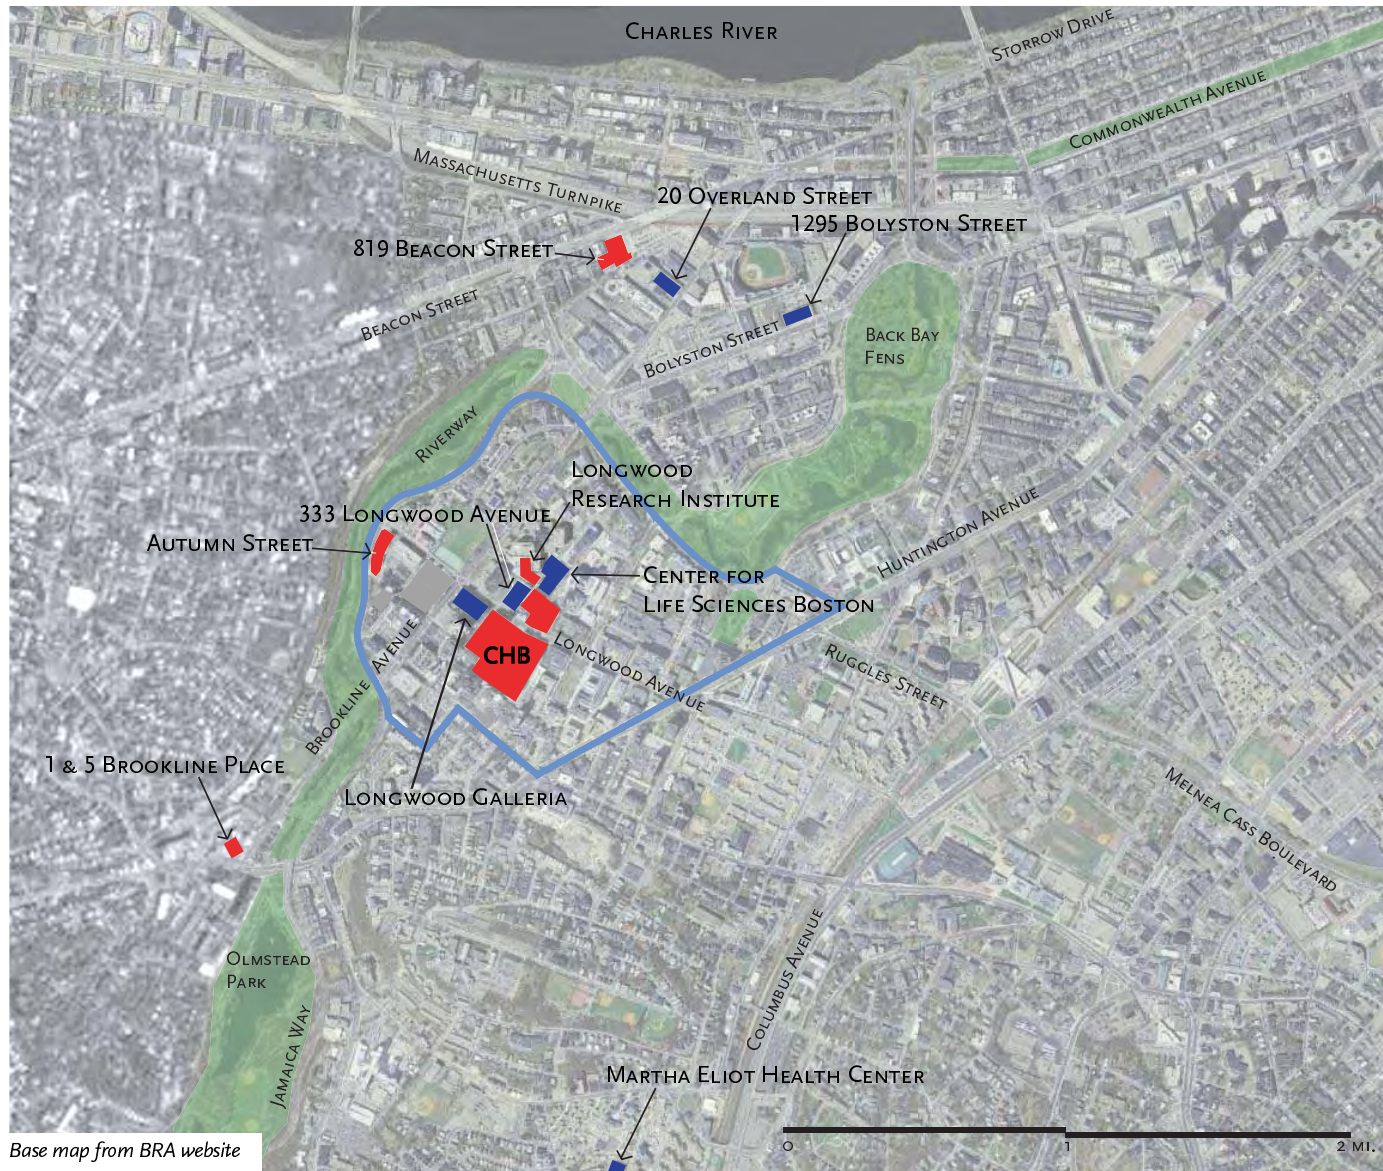 CHARLES RIVER
STORROW DRIVE
COMMONWEALTH AVENUE
MASSACHUSETTS TURNPIKE
20 OVERLAND STREET
1295 BOLYSTON STREET
819 BEACON STREET
BEACON STREET
BOLYSTON STREET
BACK BAY
FENS
RIVERWAY
LONGWOOD
RESEARCH INSTITUTE
333 LONGWOOD AVENUE
AUTUMN STREET
HUNTINGTON AVENUE
CENTER FOR
LIFE SCIENCES BOSTON
CHB
LONGWOOD AVENUE
BROOKLINE AVENUE
RUGGLES STREET
1 & 5 BROOKLINE PLACE
LONGWOOD GALLERIA
MELNEA CASS BOULEVARD
OLMSTEAD
PARK
COLUMBUS AVENUE
JAMAICA WAY
MARTHA ELIOT HEALTH CENTER
Base map from BRA website
0 1 2 MI.